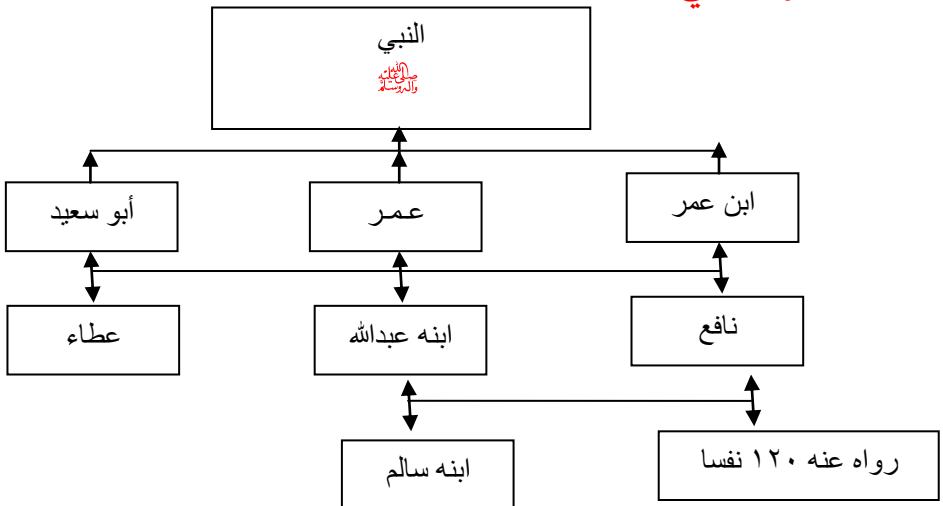 النبي
ﷺ
ابن عمر
عـمـر
أبو سعيد
نافع
ابنه عبدالله
عطاء
رواه عنه ١٢٠ نفسا
ابنه سالم